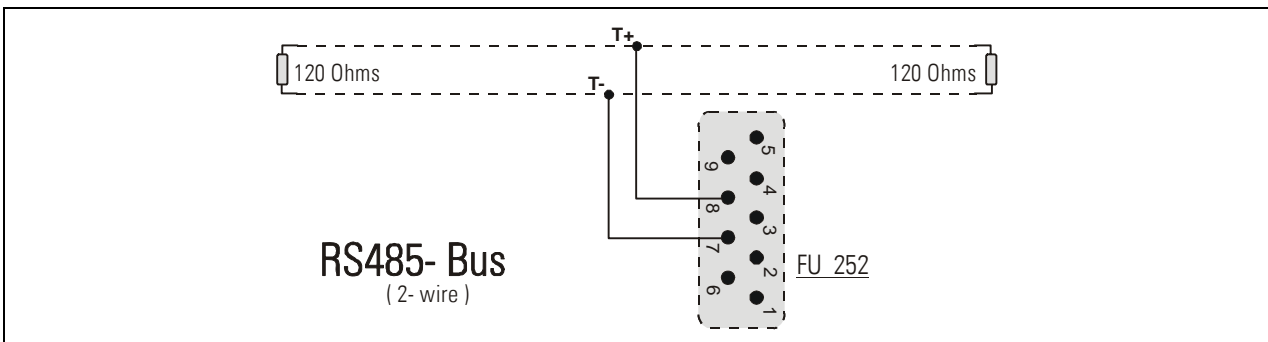 T+
120 Ohms
120 Ohms
T-
5
9
4
8
3
7
2
6
1
RS485- Bus
( 2- wire )
FU 252